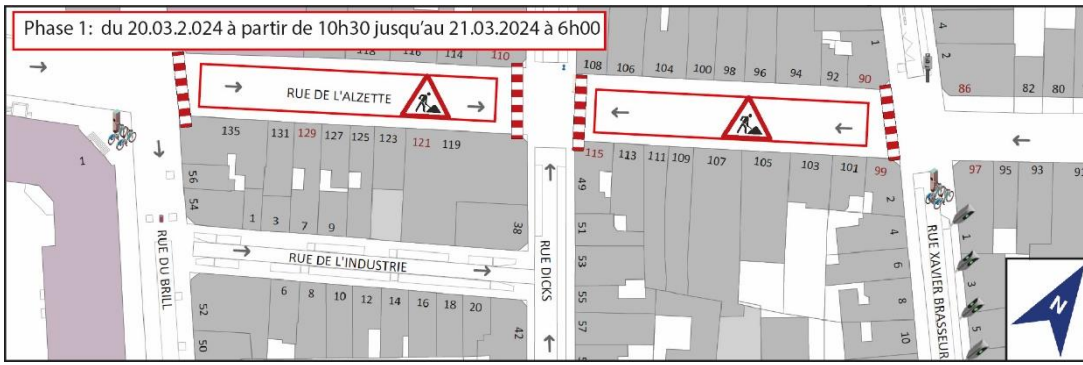 Phase 1: du 20.03.2.024 à partir de 10h30 jusqu'au 21.03.2024 à 6h00
118 116 114 110
108 106 104 100 98 96 94 92 90
1
4
2
86 82 80
RUE DE L'ALZETTE
135 131 129 127 125 123 121 119
115 113 111 109 107 105 103 101 99
97 95 93
1
56
54
1 3 7 9
38
49
51
53
55
57
2
4
6
8
10
1
3
5
RUE DU BRILL
RUE DE L'INDUSTRIE
RUE DICKS
RUE XAVIER BRASSEUR
52
50
6 8 10 12 14 16 18 20
42
N